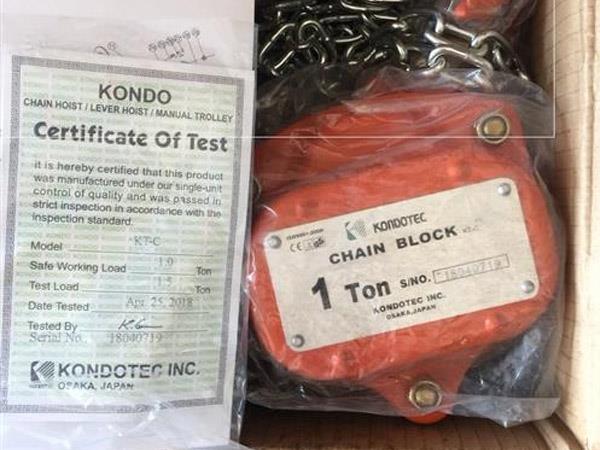 KONDO
CHAIN HOIST / LEVER HOIST / MANUAL TROLLEY
Certificate Of Test
it is hereby certified that this product
was manufactured under our single-unit
control of quality and was passed in
strict inspection in accordance with the
inspection standard.
Model KT-C
Safe Working Load 1.0 Ton
Test Load 1.5 Ton
Date Tested Apr. 25, 2018
Tested By
Serial No. 18040719
KONDOTEC INC.
OSAKA, JAPAN
CE GS
KONDOTEC
CHAIN BLOCK KT-C
1 Ton S/NO. 18040719
KONDOTEC INC.
OSAKA, JAPAN